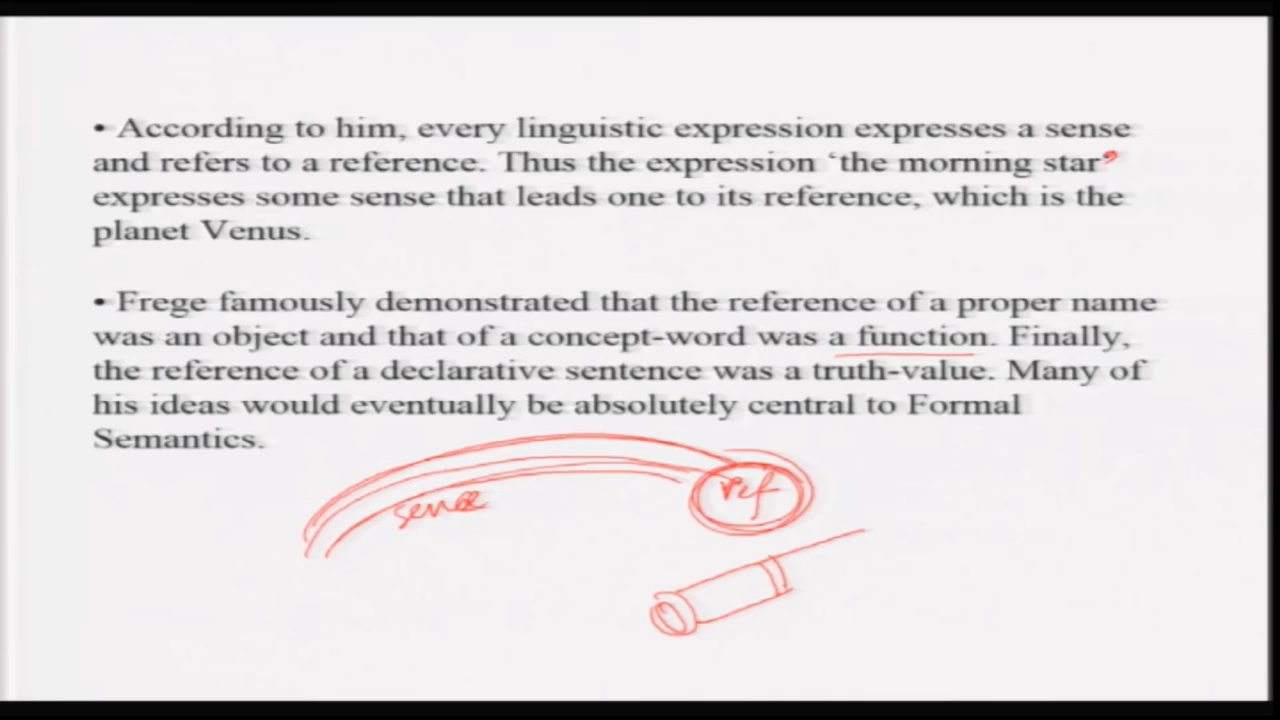 • According to him, every linguistic expression expresses a sense
and refers to a reference. Thus the expression ‘the morning star’
expresses some sense that leads one to its reference, which is the
planet Venus.
• Frege famously demonstrated that the reference of a proper name
was an object and that of a concept-word was a function. Finally,
the reference of a declarative sentence was a truth-value. Many of
his ideas would eventually be absolutely central to Formal
Semantics.
ref
sense